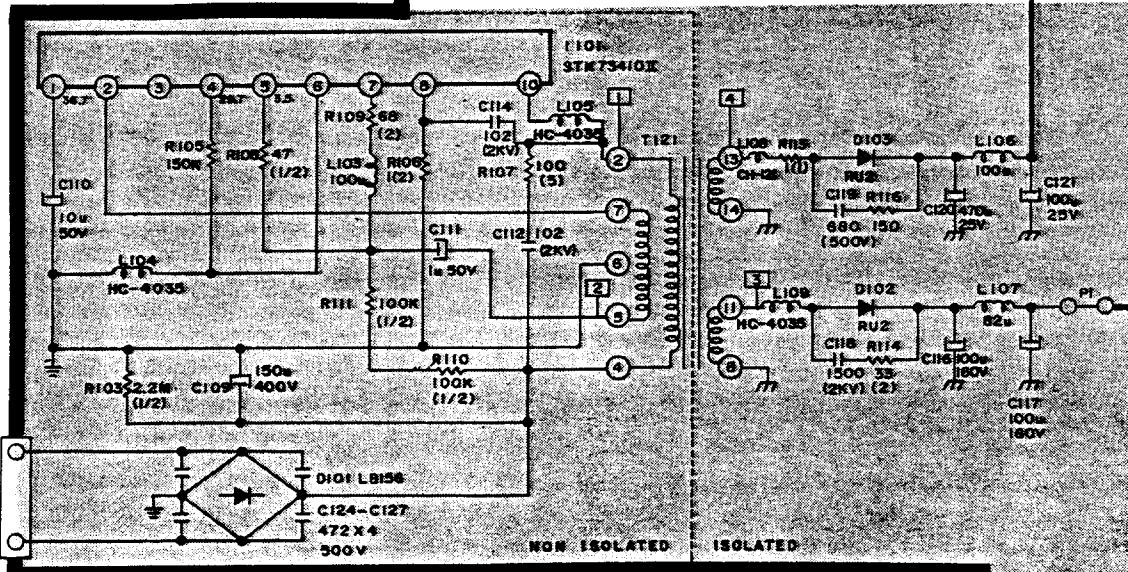 I101
STK73410II
1 2 3 4 5 6 7 8 10
C110
10u
50V
R105
150K
R108
47
(1/2)
R109
68
(2)
L103
100u
R106
1(2)
C114
102
(2KV)
L105
HC-4035
R107
100
(5)
1
2
T121
7
6
2
5
4
C111
1u 50V
C112
102
(2KV)
L104
HC-4035
R111
100K
(1/2)
R110
100K
(1/2)
R103
2.2M
(1/2)
C109
150u
400V
D101 LB156
C124-C127
472 X 4
500V
NON ISOLATED
ISOLATED
4
13
14
L108
R115
1(1)
D103
RU2
C119
680
(500V)
R116
150
C120
470u
25V
L106
100u
C121
100u
25V
3
11
8
L109
HC-4035
D102
RU2
C118
1500
(2KV)
R114
33
(2)
C116
100u
160V
L107
82u
C117
100u
160V
P1